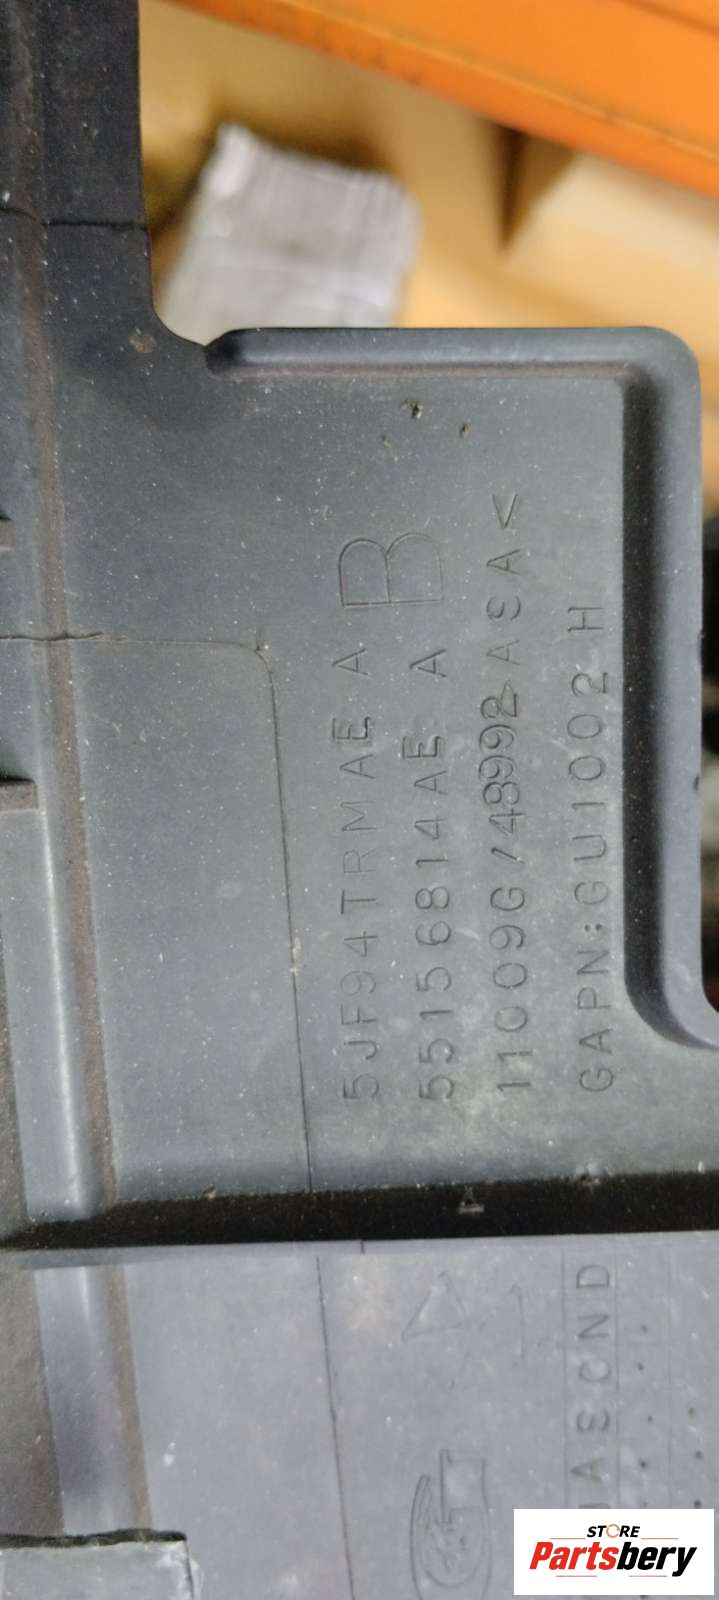 5JF94TRMAE A
55156814AE A
B
11009G/48992>ASA<
GAPN:GU1002 H
STORE
Partsbery